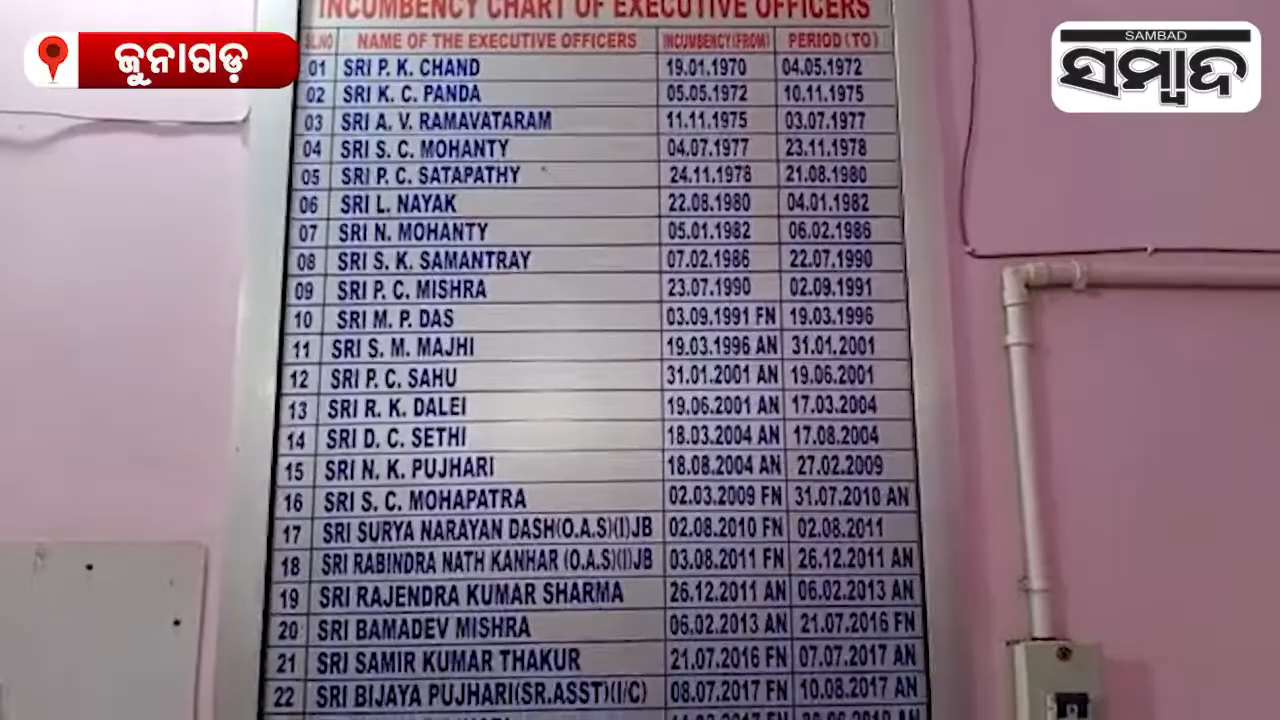 ଜୁନାଗଡ଼
SAMBAD
ସମ୍ବାଦ
INCUMBENCY CHART OF EXECUTIVE OFFICERS
SL.NO NAME OF THE EXECUTIVE OFFICERS INCUMBENCY(FROM) PERIOD(TO)
01 SRI P. K. CHAND 19.01.1970 04.05.1972
02 SRI K. C. PANDA 05.05.1972 10.11.1975
03 SRI A. V. RAMAVATARAM 11.11.1975 03.07.1977
04 SRI S. C. MOHANTY 04.07.1977 23.11.1978
05 SRI P. C. SATAPATHY 24.11.1978 21.08.1980
06 SRI L. NAYAK 22.08.1980 04.01.1982
07 SRI N. MOHANTY 05.01.1982 06.02.1986
08 SRI S. K. SAMANTRAY 07.02.1986 22.07.1990
09 SRI P. C. MISHRA 23.07.1990 02.09.1991
10 SRI M. P. DAS 03.09.1991 FN 19.03.1996
11 SRI S. M. MAJHI 19.03.1996 AN 31.01.2001
12 SRI P. C. SAHU 31.01.2001 AN 19.06.2001
13 SRI R. K. DALEI 19.06.2001 AN 17.03.2004
14 SRI D. C. SETHI 18.03.2004 AN 17.08.2004
15 SRI N. K. PUJHARI 18.08.2004 AN 27.02.2009
16 SRI S. C. MOHAPATRA 02.03.2009 FN 31.07.2010 AN
17 SRI SURYA NARAYAN DASH(O.A.S)(I)JB 02.08.2010 FN 02.08.2011
18 SRI RABINDRA NATH KANHAR (O.A.S)(I)JB 03.08.2011 FN 26.12.2011 AN
19 SRI RAJENDRA KUMAR SHARMA 26.12.2011 AN 06.02.2013 AN
20 SRI BAMADEV MISHRA 06.02.2013 AN 21.07.2016 FN
21 SRI SAMIR KUMAR THAKUR 21.07.2016 FN 07.07.2017 AN
22 SRI BIJAYA PUJHARI(SR.ASST)(I/C) 08.07.2017 FN 10.08.2017 AN